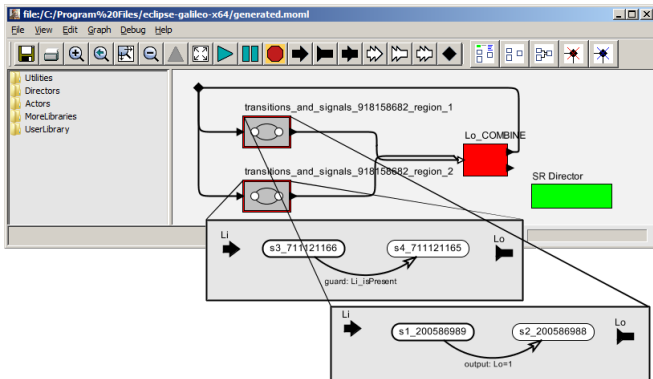 file:/C:/Program%20Files/eclipse-galileo-x64/generated.moml
File View Edit Graph Debug Help
Utilities
Directors
Actors
MoreLibraries
UserLibrary
transitions_and_signals_918158682_region_1
Lo_COMBINE
transitions_and_signals_918158682_region_2
SR Director
Li
s3_711121166
s4_711121165
Lo
guard: Li_isPresent
Li
s1_200586989
s2_200586988
Lo
output: Lo=1